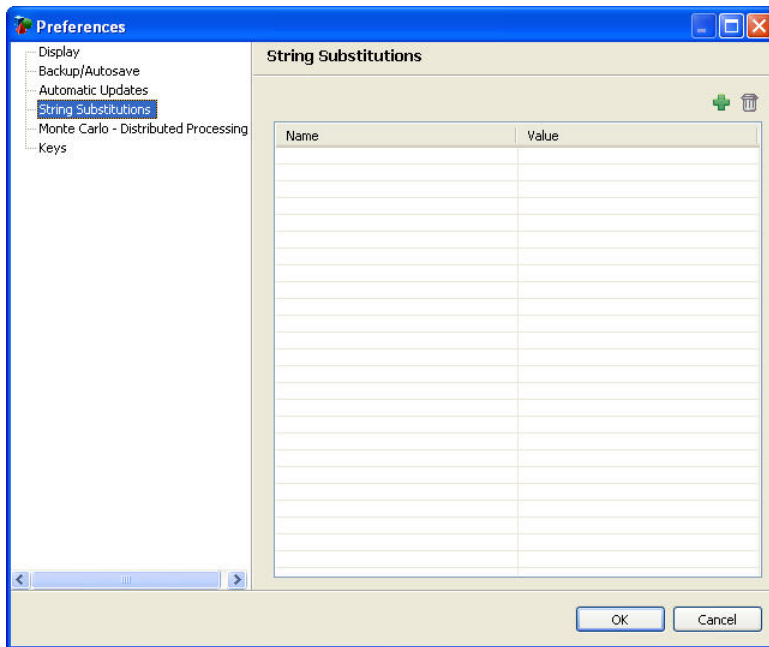 Preferences
Display
Backup/Autosave
Automatic Updates
String Substitutions
Monte Carlo - Distributed Processing
Keys
String Substitutions
Name Value
OK Cancel